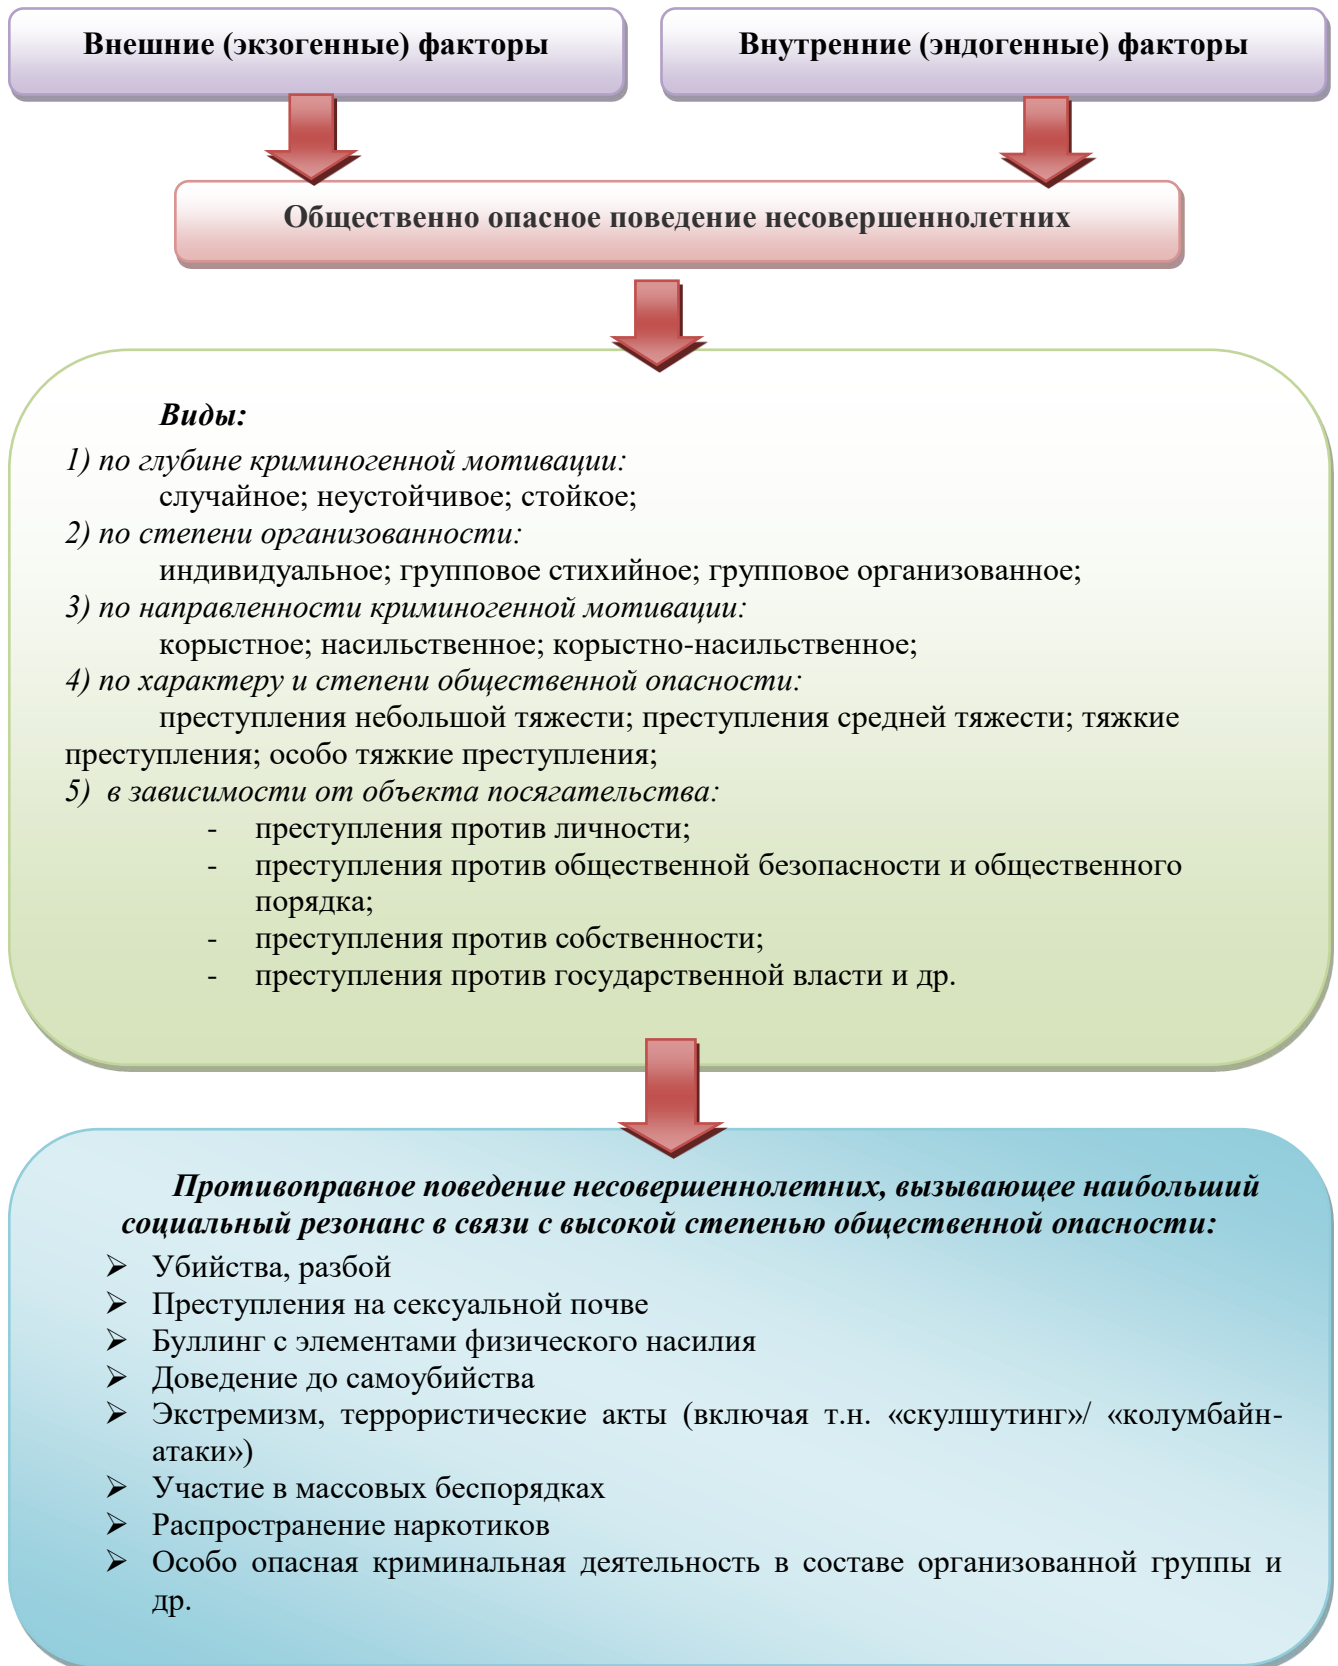 Внешние (экзогенные) факторы
Внутренние (эндогенные) факторы
Общественно опасное поведение несовершеннолетних
Виды:
1) по глубине криминогенной мотивации:
случайное; неустойчивое; стойкое;
2) по степени организованности:
индивидуальное; групповое стихийное; групповое организованное;
3) по направленности криминогенной мотивации:
корыстное; насильственное; корыстно-насильственное;
4) по характеру и степени общественной опасности:
преступления небольшой тяжести; преступления средней тяжести; тяжкие
преступления; особо тяжкие преступления;
5) в зависимости от объекта посягательства:
- преступления против личности;
- преступления против общественной безопасности и общественного
порядка;
- преступления против собственности;
- преступления против государственной власти и др.
Противоправное поведение несовершеннолетних, вызывающее наибольший
социальный резонанс в связи с высокой степенью общественной опасности:
➢ Убийства, разбой
➢ Преступления на сексуальной почве
➢ Буллинг с элементами физического насилия
➢ Доведение до самоубийства
➢ Экстремизм, террористические акты (включая т.н. «скулшутинг»/ «колумбайн-
атаки»)
➢ Участие в массовых беспорядках
➢ Распространение наркотиков
➢ Особо опасная криминальная деятельность в составе организованной группы и
др.